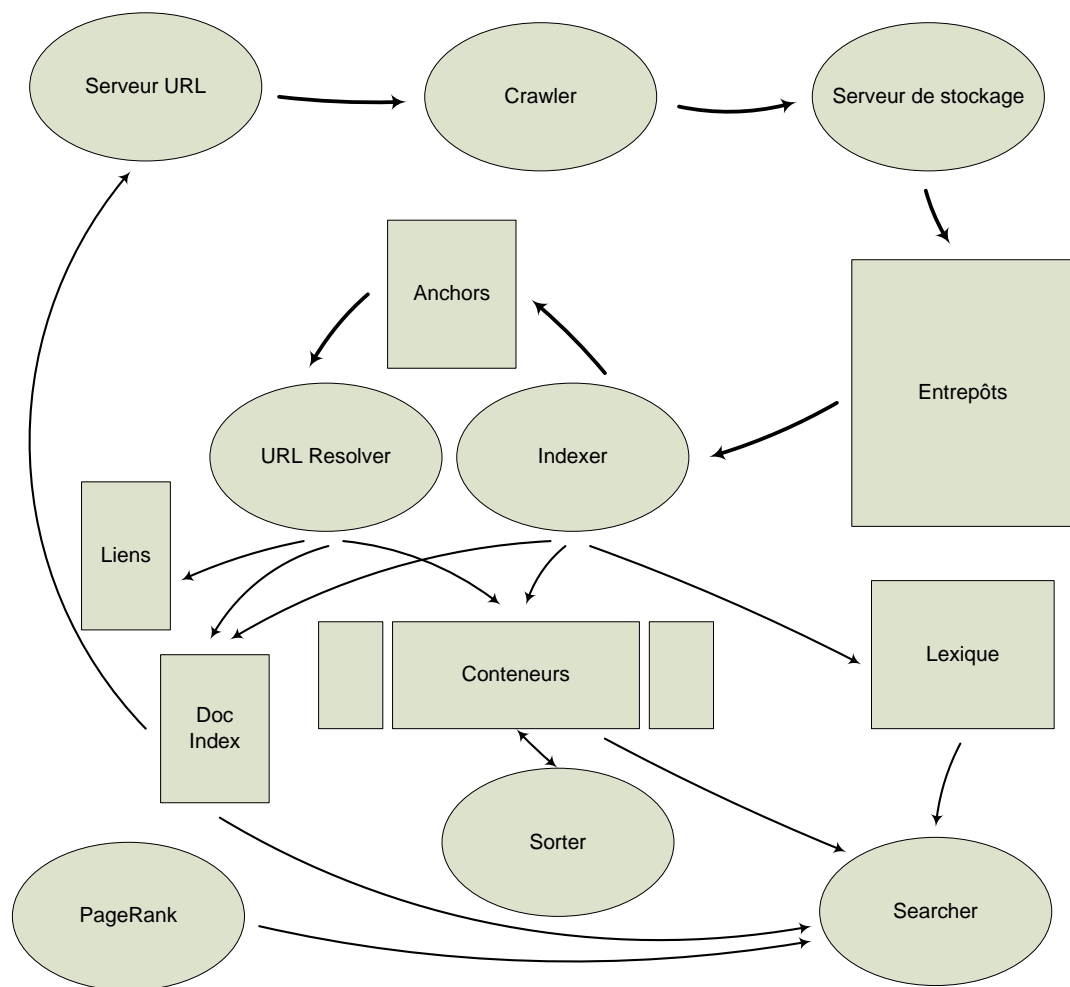 Serveur URL
Crawler
Serveur de stockage
Anchors
Entrepôts
URL Resolver
Indexer
Liens
Lexique
Conteneurs
Doc
Index
Sorter
PageRank
Searcher